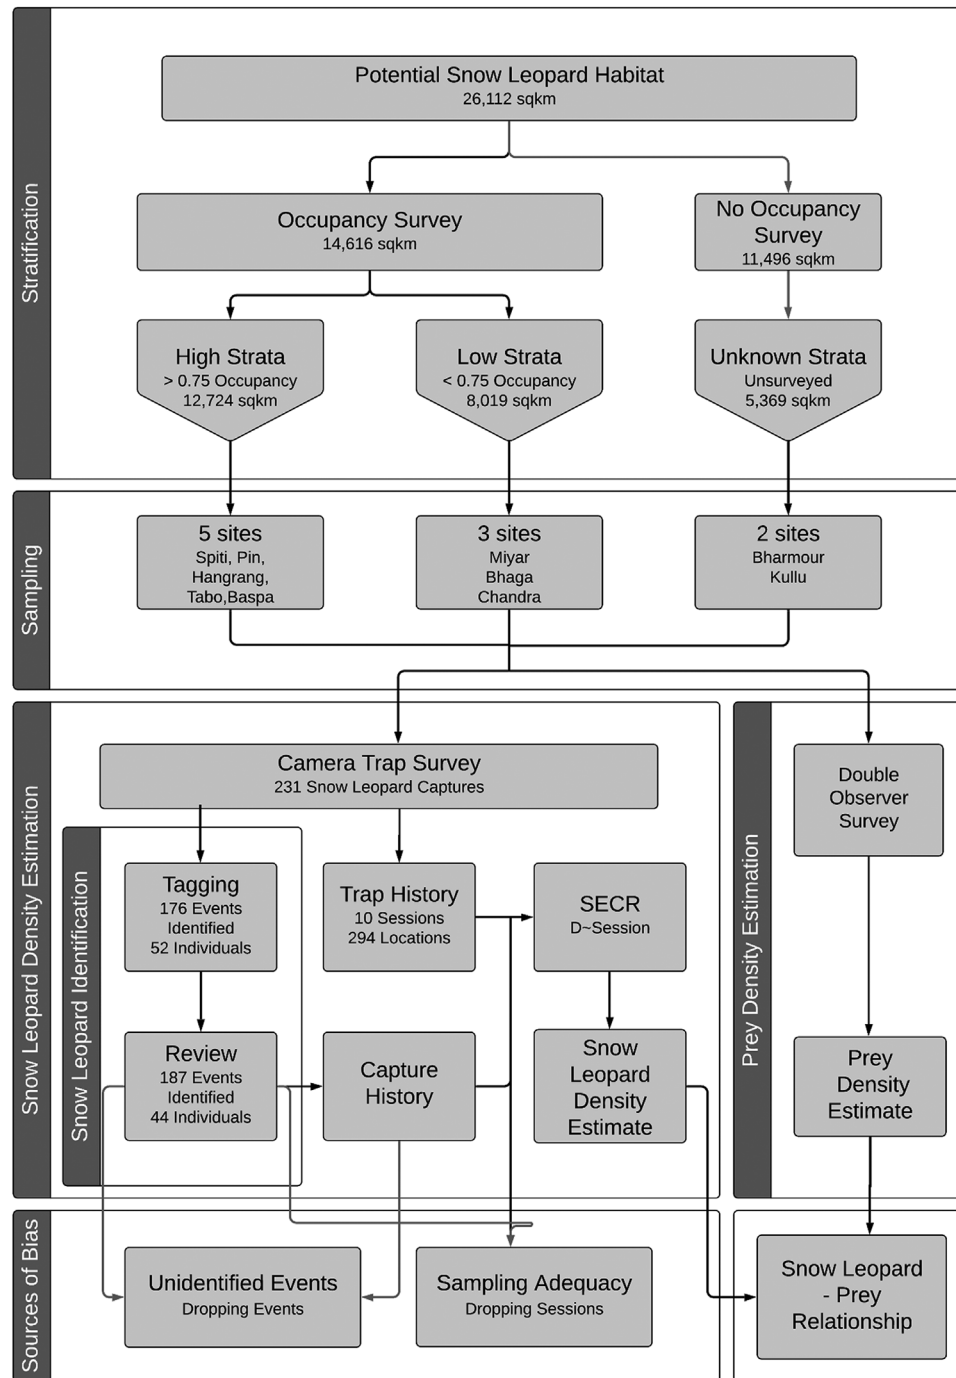 Stratification
Potential Snow Leopard Habitat
26,112 sqkm
Occupancy Survey
14,616 sqkm
No Occupancy
Survey
11,496 sqkm
High Strata
> 0.75 Occupancy
12,724 sqkm
Low Strata
< 0.75 Occupancy
8,019 sqkm
Unknown Strata
Unsurveyed
5,369 sqkm
Sampling
5 sites
Spiti, Pin,
Hangrang,
Tabo,Baspa
3 sites
Miyar
Bhaga
Chandra
2 sites
Bharmour
Kullu
Snow Leopard Density Estimation
Camera Trap Survey
231 Snow Leopard Captures
Snow Leopard Identification
Tagging
176 Events
Identified
52 Individuals
Trap History
10 Sessions
294 Locations
SECR
D~Session
Review
187 Events
Identified
44 Individuals
Capture
History
Snow
Leopard
Density
Estimate
Prey Density Estimation
Double
Observer
Survey
Prey
Density
Estimate
Sources of Bias
Unidentified Events
Dropping Events
Sampling Adequacy
Dropping Sessions
Snow Leopard
- Prey
Relationship